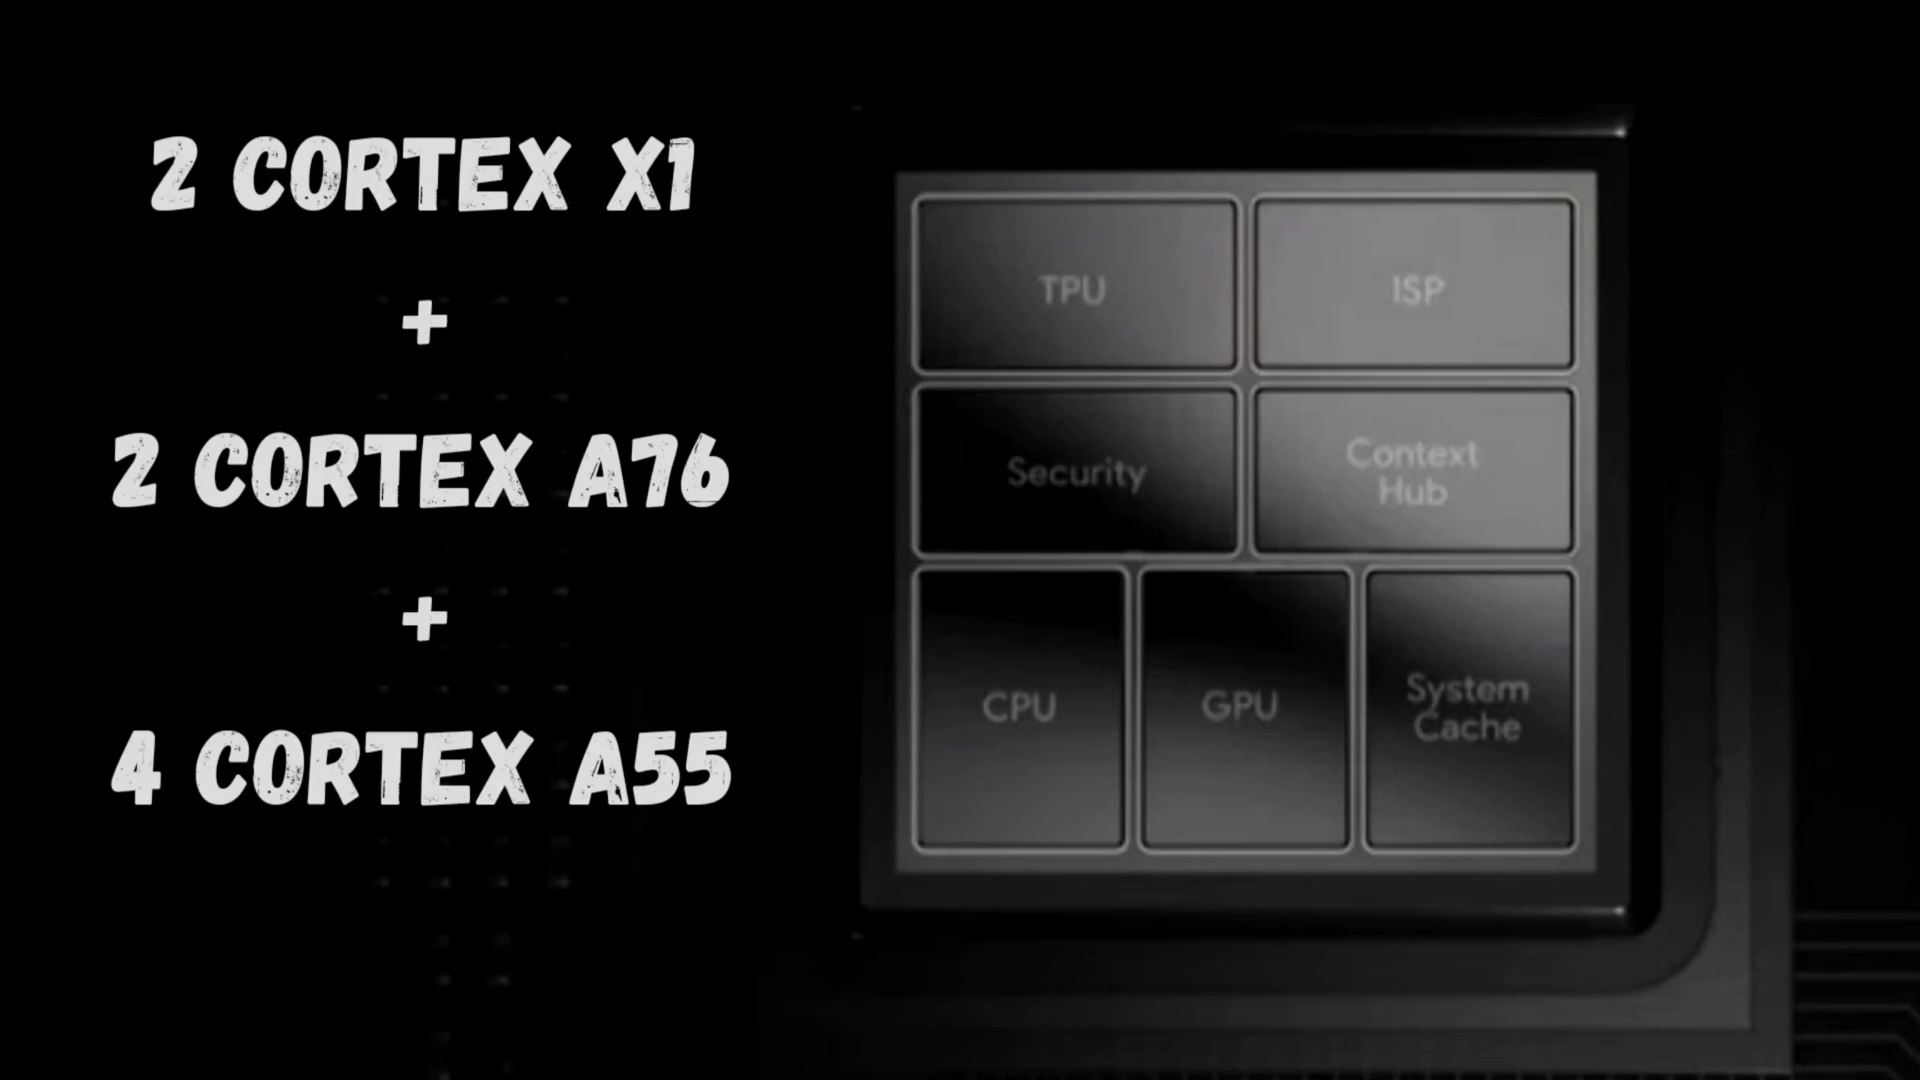 2 CORTEX X1
+
2 CORTEX A76
+
4 CORTEX A55
TPU
ISP
Security
Context
Hub
CPU
GPU
System
Cache